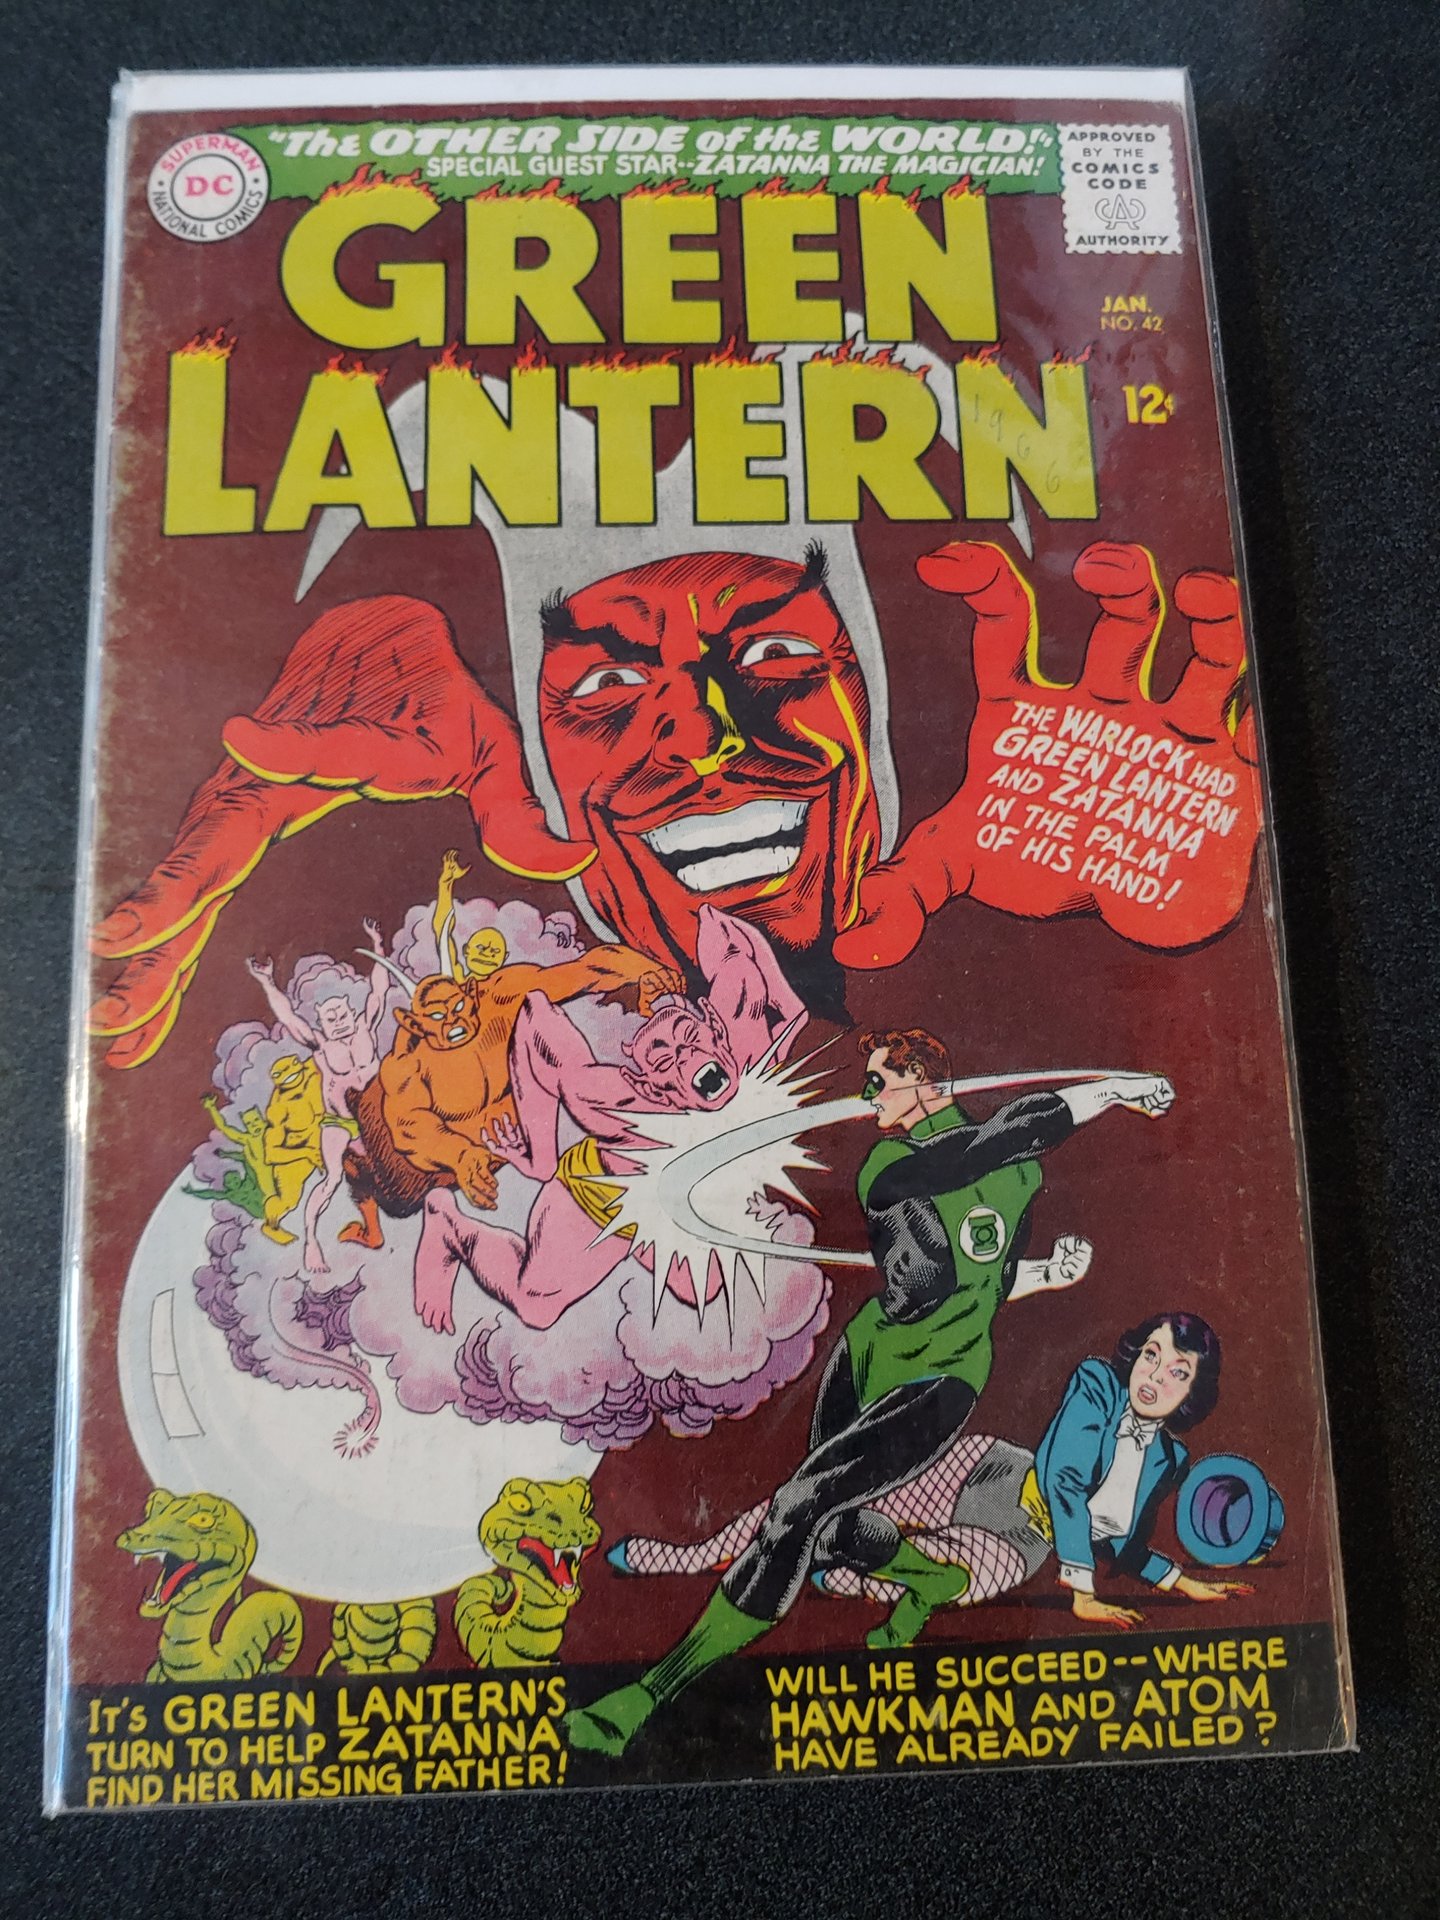 "The OTHER SIDE of the WORLD!"
SPECIAL GUEST STAR--ZATANNA THE MAGICIAN!
SUPERMAN
DC
NATIONAL COMICS
APPROVED
BY THE
COMICS
CODE
CA
AUTHORITY
GREEN
LANTERN
JAN.
NO. 42
12¢
1966
THE WARLOCK HAD
GREEN LANTERN
AND ZATANNA
IN THE PALM
OF HIS HAND!
IT'S GREEN LANTERN'S
TURN TO HELP ZATANNA
FIND HER MISSING FATHER!
WILL HE SUCCEED--WHERE
HAWKMAN AND ATOM
HAVE ALREADY FAILED?